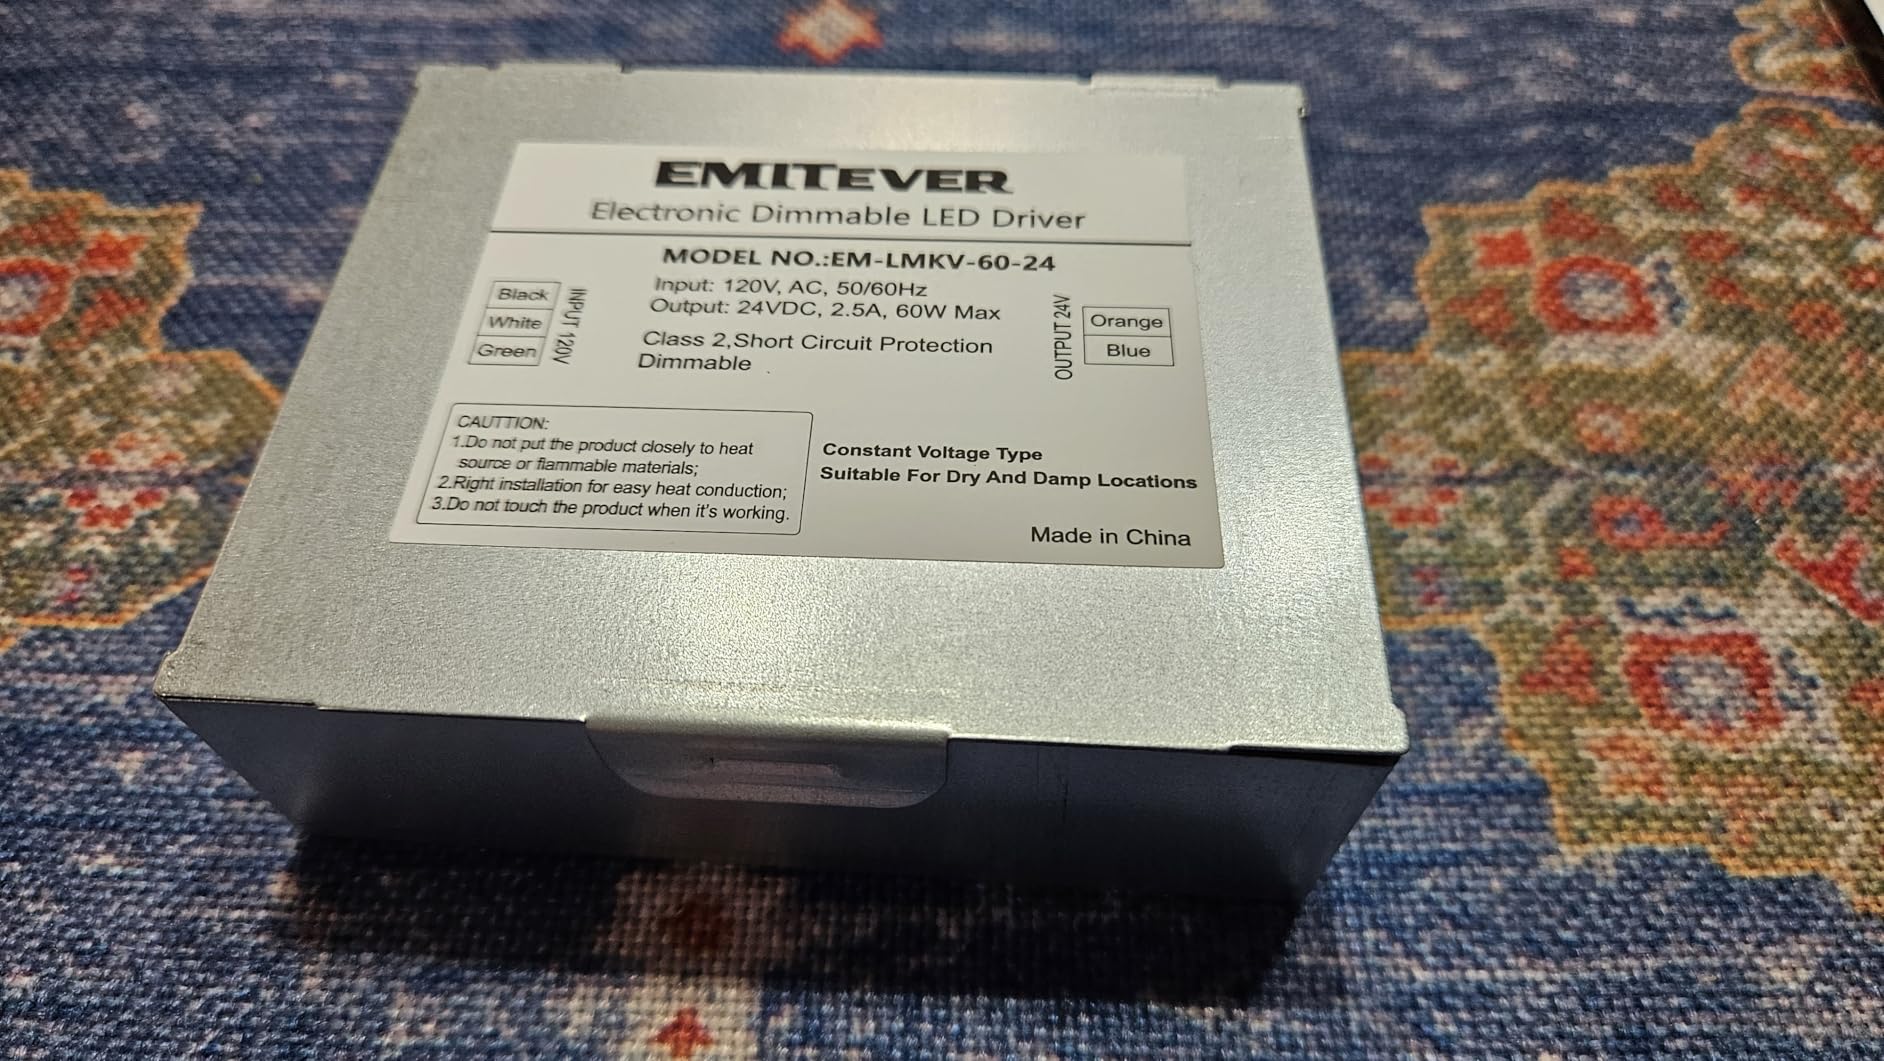 EMITEVER
Electronic Dimmable LED Driver
MODEL NO.:EM-LMKV-60-24
Input: 120V, AC, 50/60Hz
Output: 24VDC, 2.5A, 60W Max
Class 2,Short Circuit Protection
Dimmable
Black
White
Green
INPUT 120V
OUTPUT 24V
Orange
Blue
CAUTTION:
1.Do not put the product closely to heat
source or flammable materials;
2.Right installation for easy heat conduction;
3.Do not touch the product when it's working.
Constant Voltage Type
Suitable For Dry And Damp Locations
Made in China